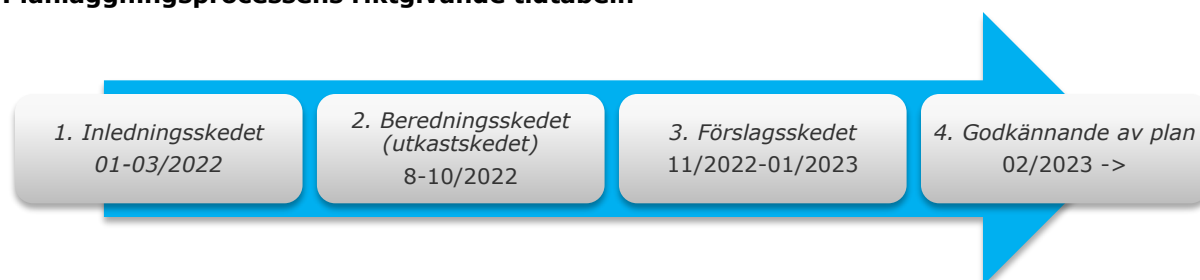 1. Inledningsskedet
01-03/2022
2. Beredningsskedet
(utkastskedet)
8-10/2022
3. Förslagsskedet
11/2022-01/2023
4. Godkännande av plan
02/2023 ->